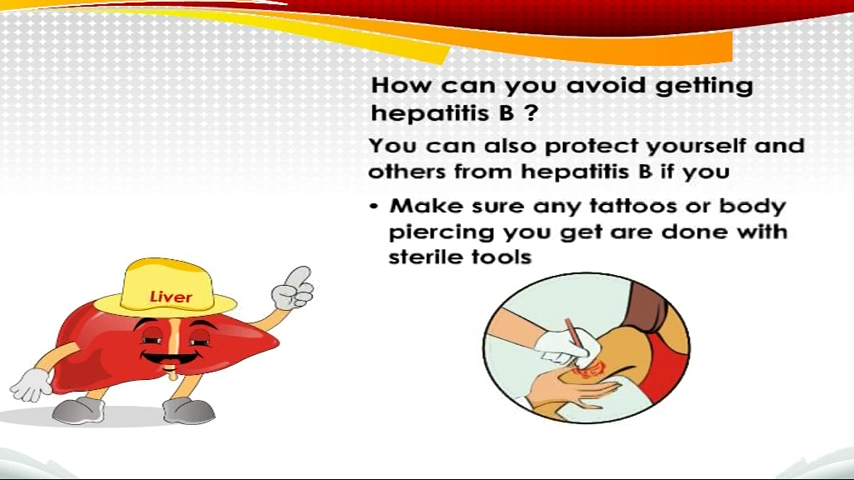 How can you avoid getting
hepatitis B ?
You can also protect yourself and
others from hepatitis B if you
• Make sure any tattoos or body
piercing you get are done with
sterile tools
Liver